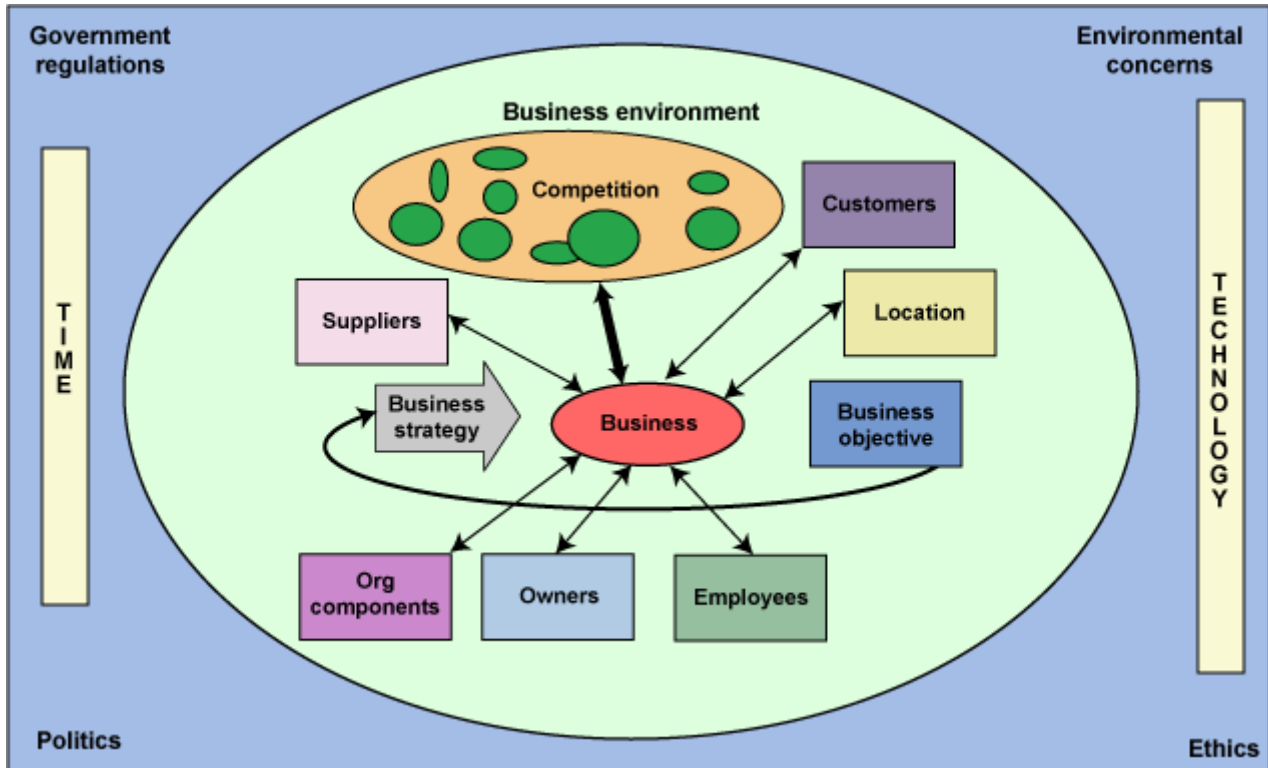 Government
regulations
Environmental
concerns
Business environment
Competition
Customers
Suppliers
Location
TIME
TECHNOLOGY
Business
strategy
Business
Business
objective
Org
components
Owners
Employees
Politics
Ethics